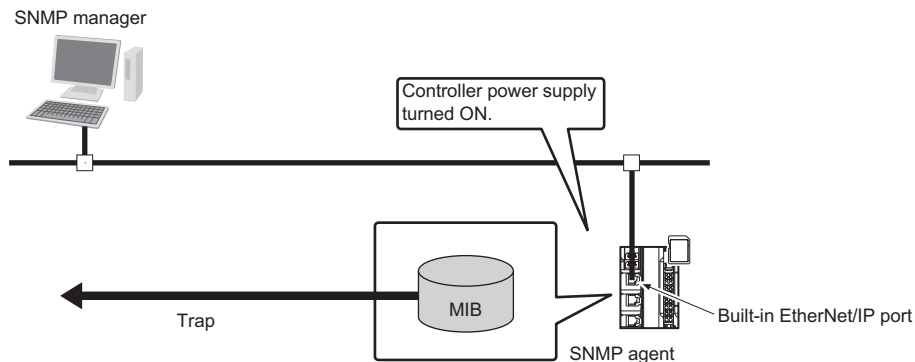 SNMP manager
Controller power supply
turned ON.
MIB
Trap
Built-in EtherNet/IP port
SNMP agent